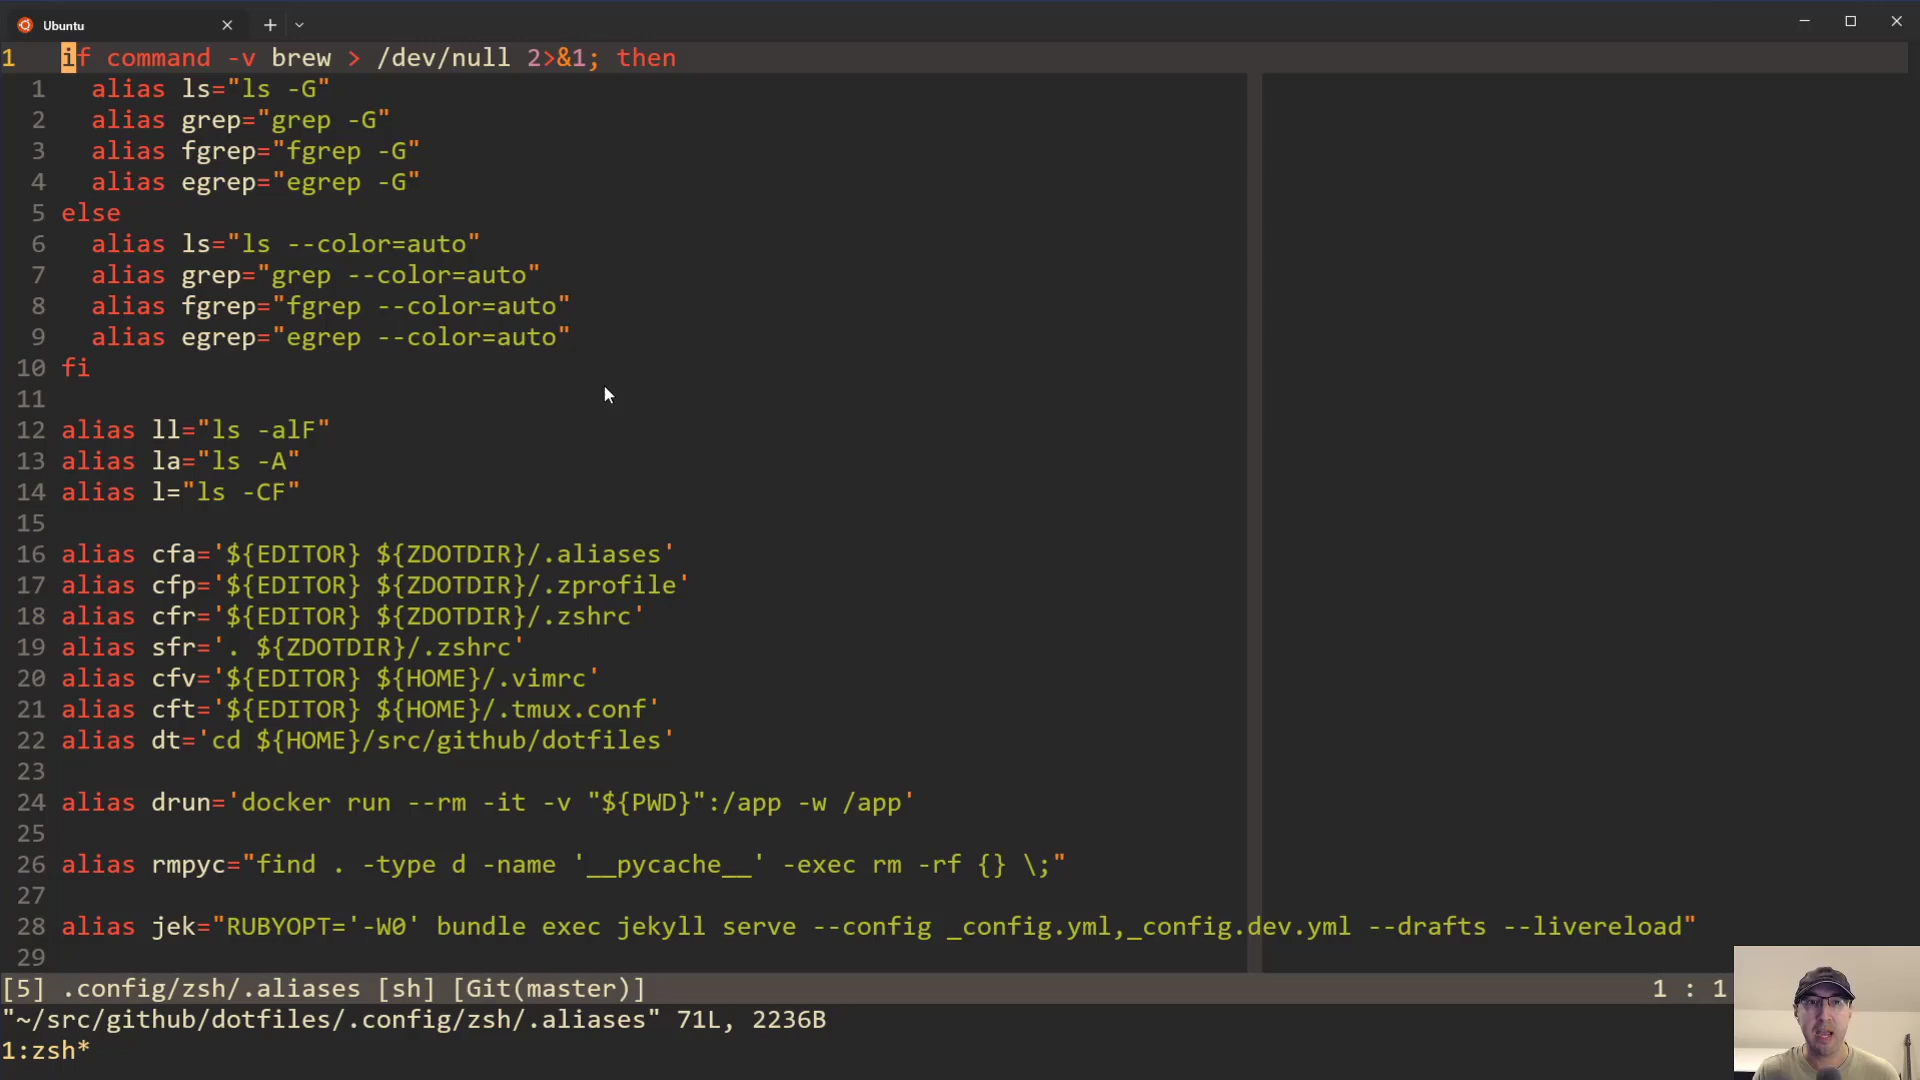 Ubuntu
1 if command -v brew > /dev/null 2>&1; then
1 alias ls="ls -G"
2 alias grep="grep -G"
3 alias fgrep="fgrep -G"
4 alias egrep="egrep -G"
5 else
6 alias ls="ls --color=auto"
7 alias grep="grep --color=auto"
8 alias fgrep="fgrep --color=auto"
9 alias egrep="egrep --color=auto"
10 fi
11
12 alias ll="ls -alF"
13 alias la="ls -A"
14 alias l="ls -CF"
15
16 alias cfa='${EDITOR} ${ZDOTDIR}/.aliases'
17 alias cfp='${EDITOR} ${ZDOTDIR}/.zprofile'
18 alias cfr='${EDITOR} ${ZDOTDIR}/.zshrc'
19 alias sfr='. ${ZDOTDIR}/.zshrc'
20 alias cfv='${EDITOR} ${HOME}/.vimrc'
21 alias cft='${EDITOR} ${HOME}/.tmux.conf'
22 alias dt='cd ${HOME}/src/github/dotfiles'
23
24 alias drun='docker run --rm -it -v "${PWD}":/app -w /app'
25
26 alias rmpyc="find . -type d -name '__pycache__' -exec rm -rf {} \;"
27
28 alias jek="RUBYOPT='-W0' bundle exec jekyll serve --config _config.yml,_config.dev.yml --drafts --livereload"
29
[5] .config/zsh/.aliases [sh] [Git(master)] 1 : 1
"~/src/github/dotfiles/.config/zsh/.aliases" 71L, 2236B
1:zsh*